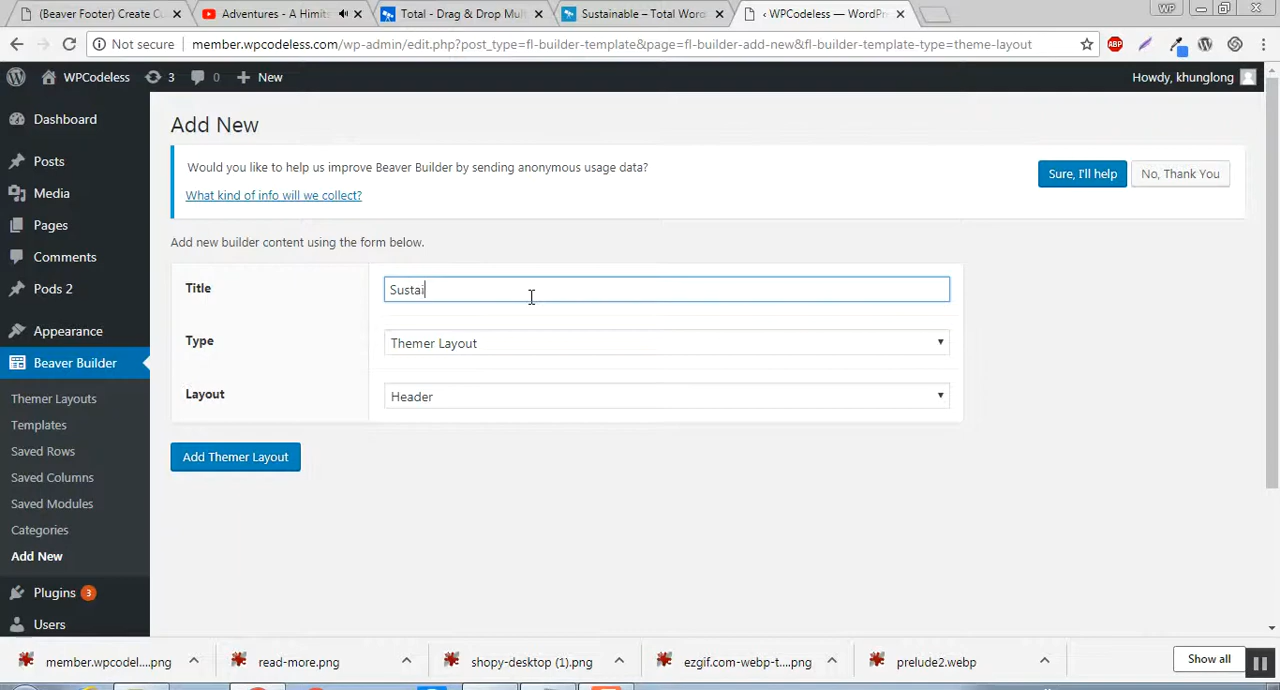 (Beaver Footer) Create Cu
Adventures - A Himit
Total - Drag & Drop Mult
Sustainable – Total Word
‹ WPCodeless — WordPr
WP
Not secure
member.wpcodeless.com/wp-admin/edit.php?post_type=fl-builder-template&page=fl-builder-add-new&fl-builder-template-type=theme-layout
ABP
WPCodeless 3 0 New
Howdy, khunglong
Dashboard
Posts
Media
Pages
Comments
Pods 2
Appearance
Beaver Builder
Themer Layouts
Templates
Saved Rows
Saved Columns
Saved Modules
Categories
Add New
Plugins 3
Users
Add New
Would you like to help us improve Beaver Builder by sending anonymous usage data?
What kind of info will we collect?
Sure, I'll help
No, Thank You
Add new builder content using the form below.
Title
Sustai
Type
Themer Layout
Layout
Header
Add Themer Layout
member.wpcodel....png
read-more.png
shopy-desktop (1).png
ezgif.com-webp-t....png
prelude2.webp
Show all